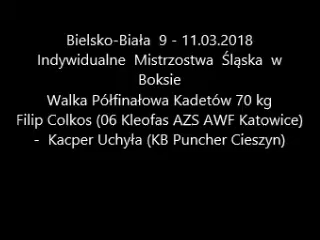 Bielsko-Biała 9 - 11.03.2018
Indywidualne Mistrzostwa Śląska w
Boksie
Walka Półfinałowa Kadetów 70 kg
Filip Colkos (06 Kleofas AZS AWF Katowice)
- Kacper Uchyła (KB Puncher Cieszyn)